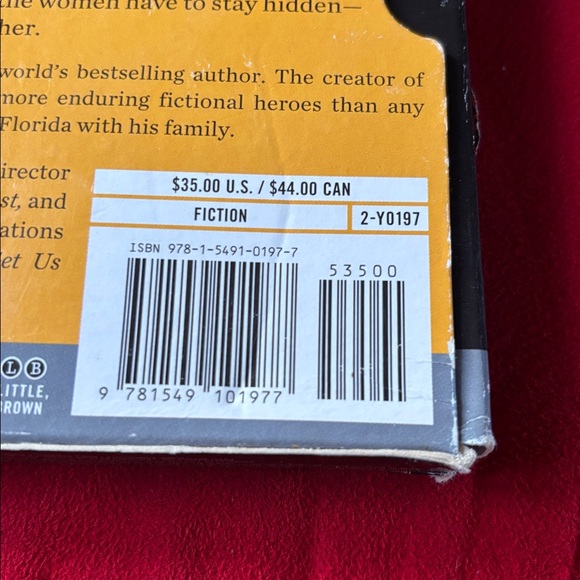 the women have to stay hidden—
her.
world's bestselling author. The creator of
more enduring fictional heroes than any
Florida with his family.
irector
st, and
ations
et Us
$35.00 U.S. / $44.00 CAN
FICTION 2-Y0197
ISBN 978-1-5491-0197-7
53500
9 781549 101977
L B
LITTLE,
BROWN